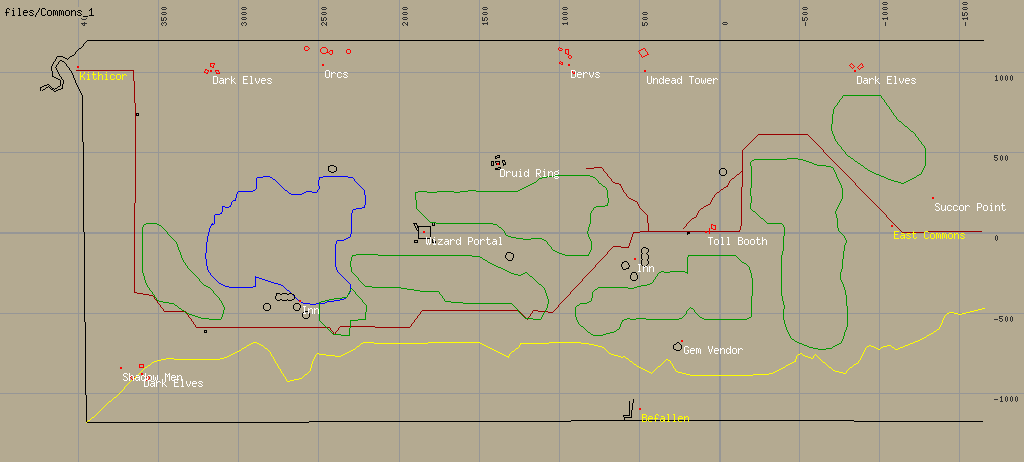 files/Commons_1
3500
3000
2500
2000
1500
1000
500
0
-500
-1000
-1500
Kithicor
Dark Elves
Orcs
Dervs
Undead Tower
Dark Elves
1000
500
Druid Ring
Succor Point
Wizard Portal
Toll Booth
East Commons
0
Inn
Inn
-500
Gem Vendor
Shadow Men
Dark Elves
-1000
Befallen